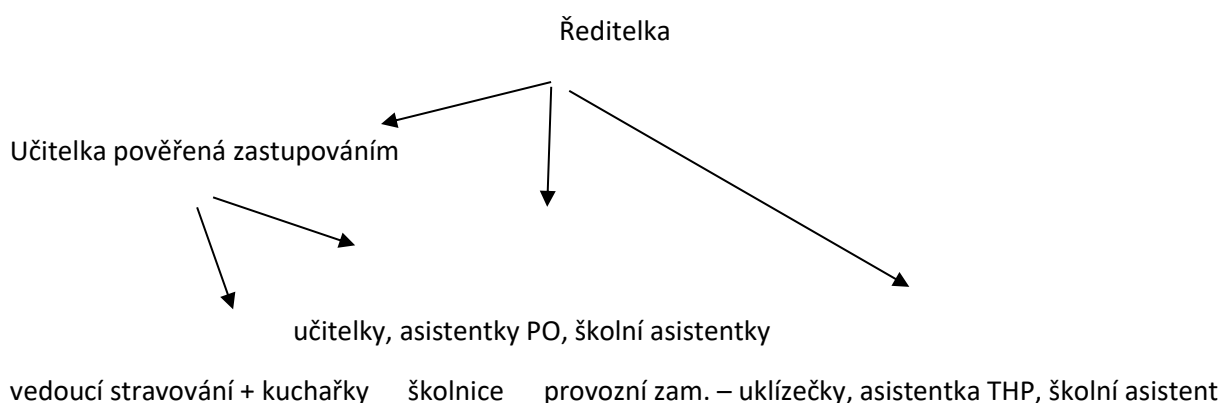 Ředitelka
Učitelka pověřená zastupováním
učitelky, asistentky PO, školní asistentky
vedoucí stravování + kuchařky školnice provozní zam. – uklízečky, asistentka THP, školní asistent